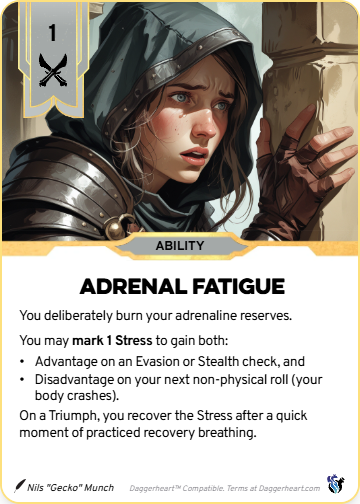 1
ABILITY
ADRENAL FATIGUE
You deliberately burn your adrenaline reserves.
You may mark 1 Stress to gain both:
• Advantage on an Evasion or Stealth check, and
• Disadvantage on your next non-physical roll (your
body crashes).
On a Triumph, you recover the Stress after a quick
moment of practiced recovery breathing.
Nils "Gecko" Munch
Daggerheart™ Compatible. Terms at Daggerheart.com